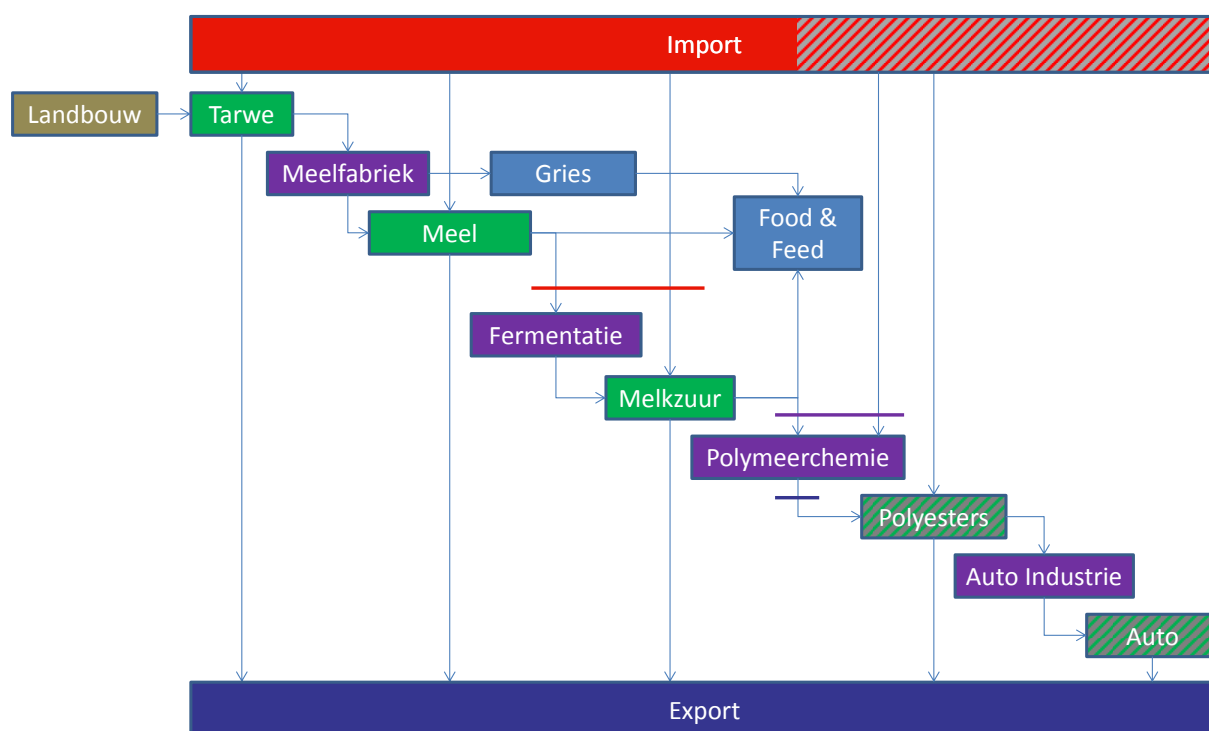 Import
Landbouw
Tarwe
Meelfabriek
Gries
Food &
Feed
Meel
Fermentatie
Melkzuur
Polymeerchemie
Polyesters
Auto Industrie
Auto
Export